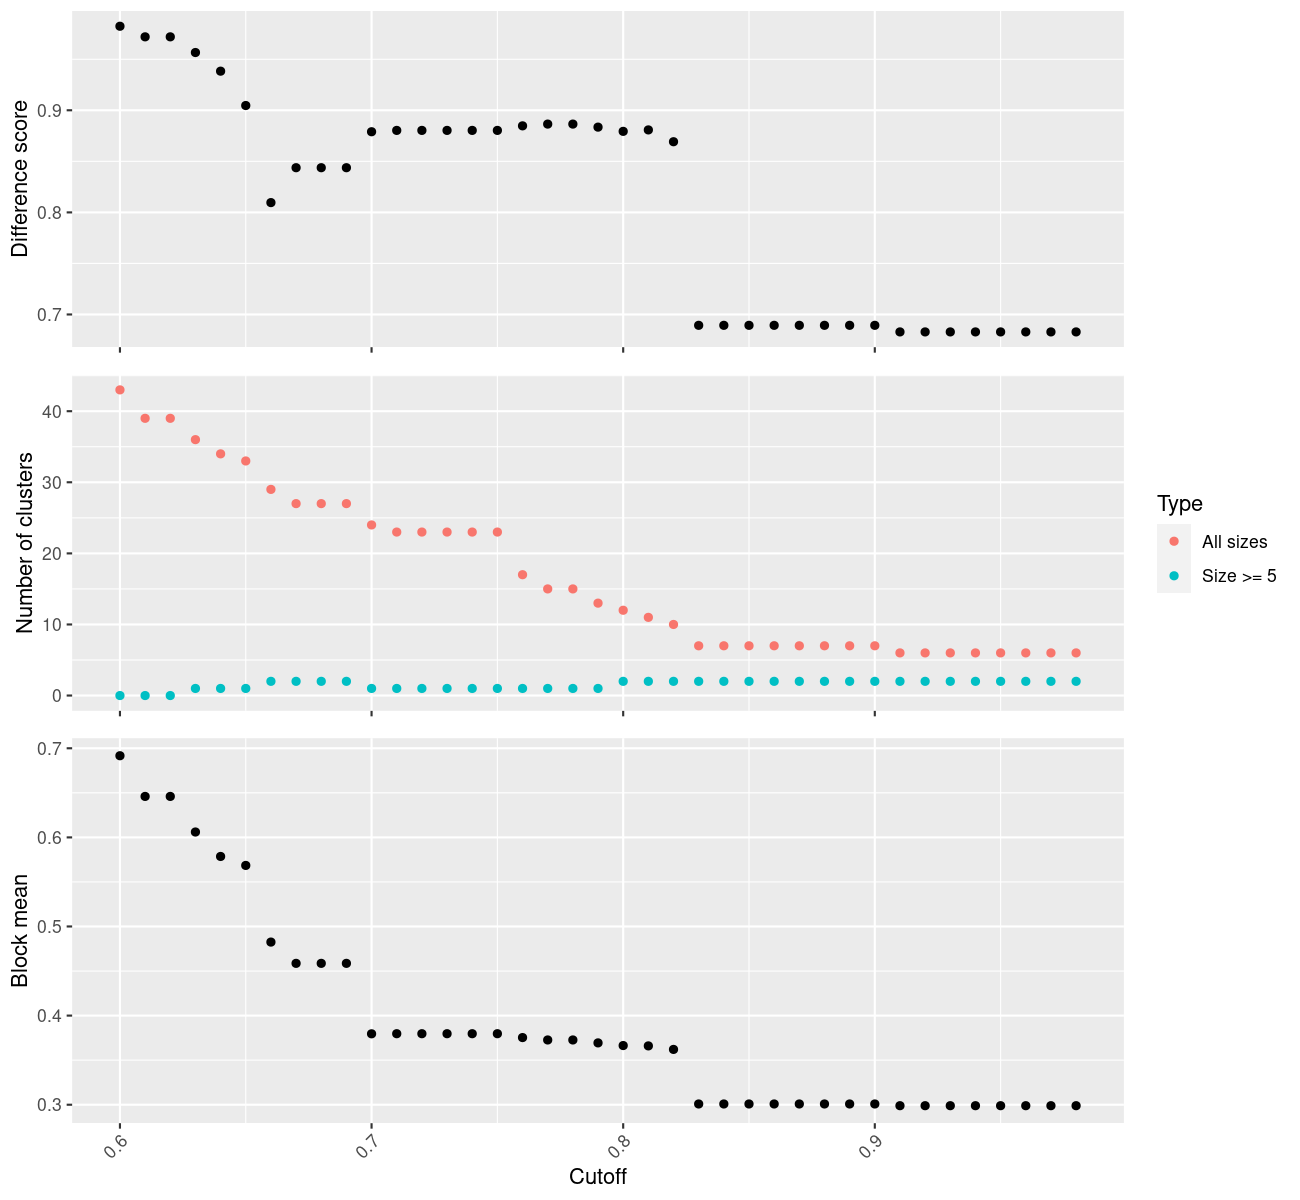 Difference score
0.9
0.8
0.7
Number of clusters
40
30
20
10
0
Type
All sizes
Size >= 5
Block mean
0.7
0.6
0.5
0.4
0.3
0.6 0.7 0.8 0.9
Cutoff